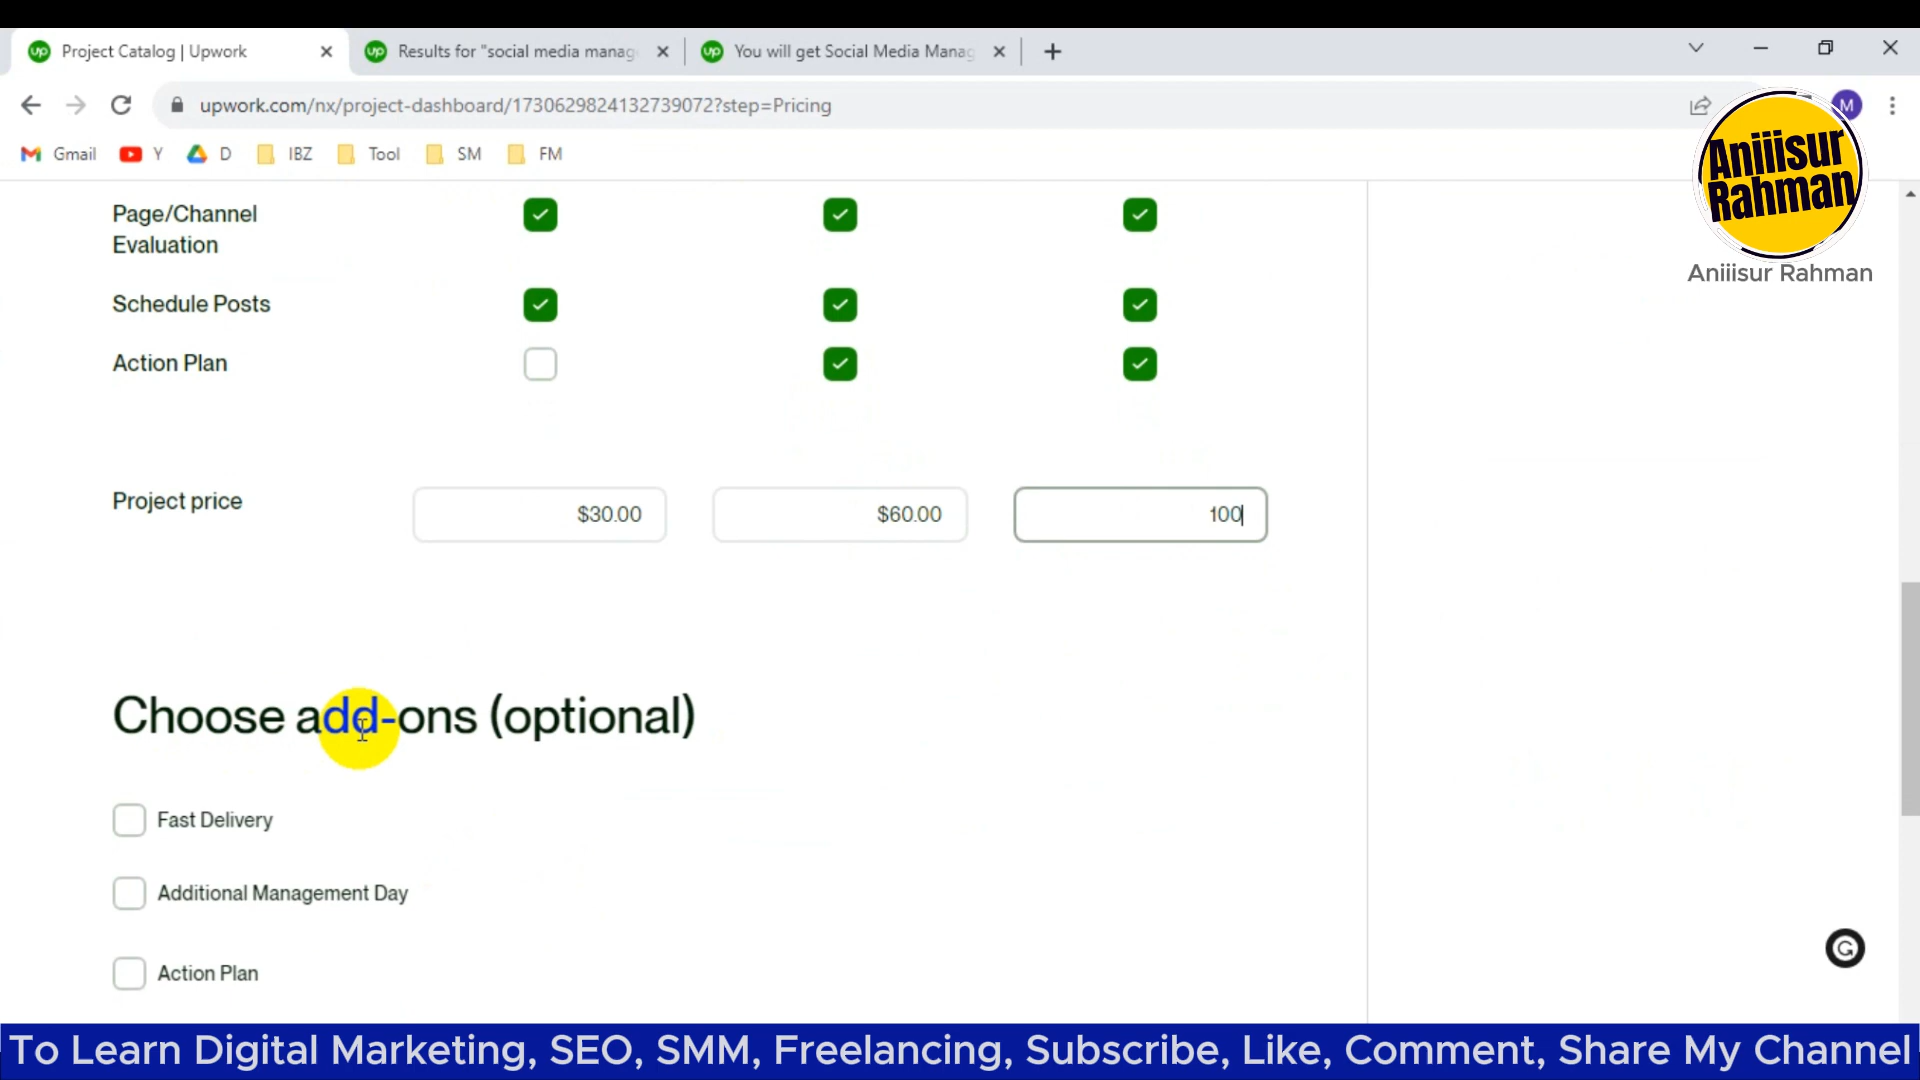 Project Catalog | Upwork
Results for "social media manag
You will get Social Media Manag
upwork.com/nx/project-dashboard/1730629824132739072?step=Pricing
M
Gmail
Y
D
IBZ
Tool
SM
FM
Aniiisur
Rahman
Aniiisur Rahman
Page/Channel
Evaluation
Schedule Posts
Action Plan
Project price
$30.00
$60.00
100
Choose add-ons (optional)
Fast Delivery
Additional Management Day
Action Plan
To Learn Digital Marketing, SEO, SMM, Freelancing, Subscribe, Like, Comment, Share My Channel